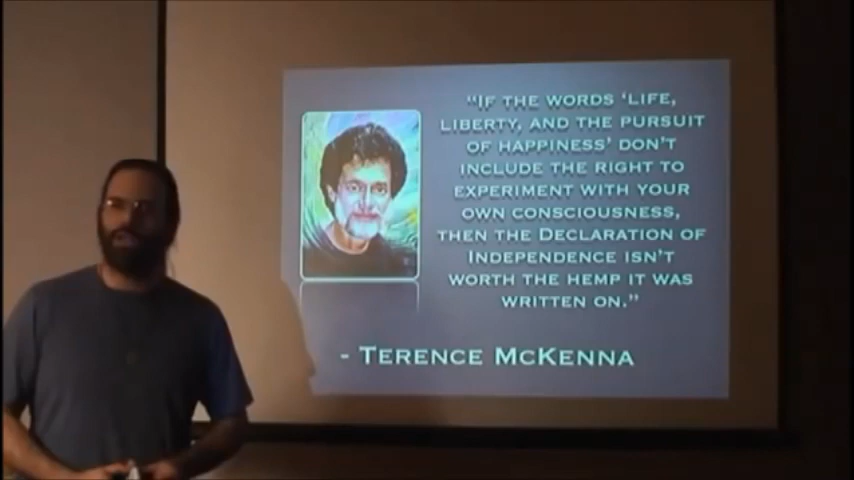 “IF THE WORDS ‘LIFE,
LIBERTY, AND THE PURSUIT
OF HAPPINESS’ DON’T
INCLUDE THE RIGHT TO
EXPERIMENT WITH YOUR
OWN CONSCIOUSNESS,
THEN THE DECLARATION OF
INDEPENDENCE ISN’T
WORTH THE HEMP IT WAS
WRITTEN ON.”
- TERENCE MCKENNA